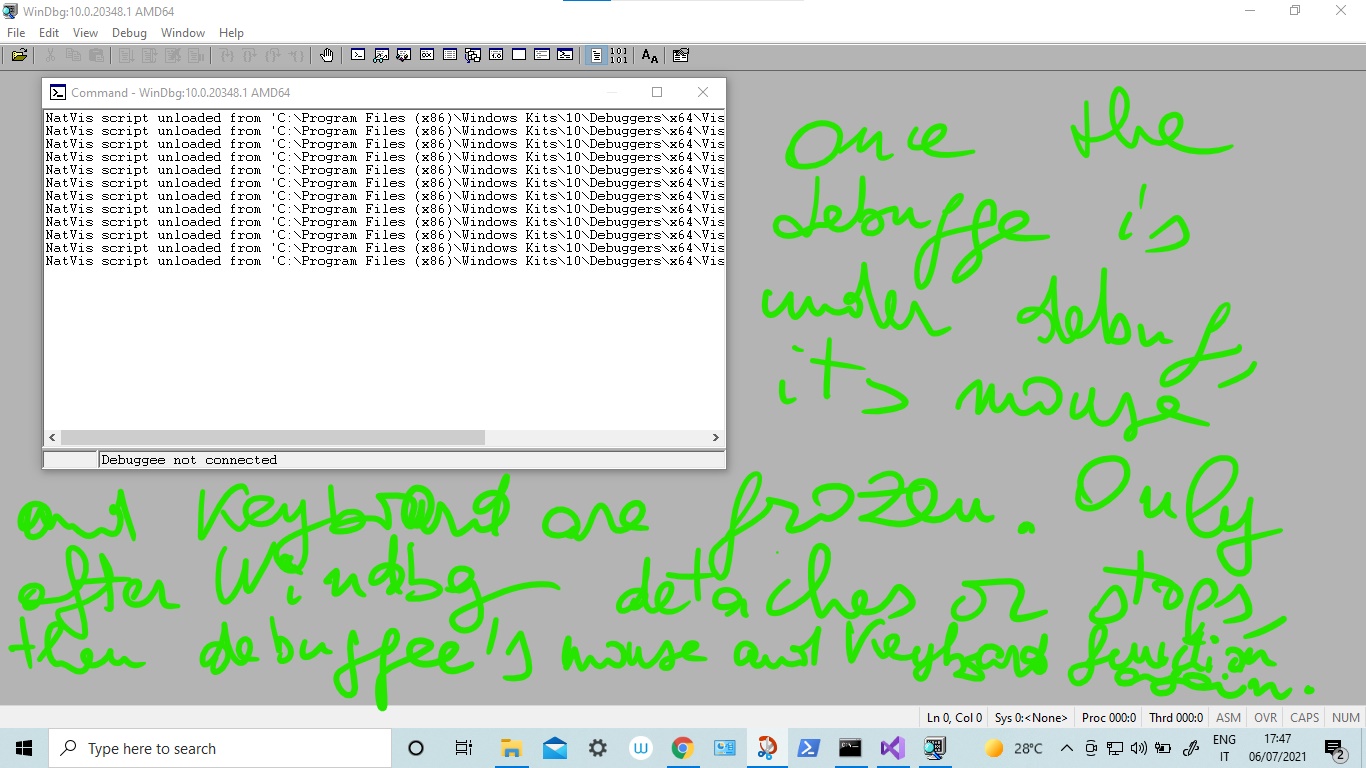 WinDbg:10.0.20348.1 AMD64
File Edit View Debug Window Help
Command - WinDbg:10.0.20348.1 AMD64
NatVis script unloaded from 'C:\Program Files (x86)\Windows Kits\10\Debuggers\x64\Vis
NatVis script unloaded from 'C:\Program Files (x86)\Windows Kits\10\Debuggers\x64\Vis
NatVis script unloaded from 'C:\Program Files (x86)\Windows Kits\10\Debuggers\x64\Vis
NatVis script unloaded from 'C:\Program Files (x86)\Windows Kits\10\Debuggers\x64\Vis
NatVis script unloaded from 'C:\Program Files (x86)\Windows Kits\10\Debuggers\x64\Vis
NatVis script unloaded from 'C:\Program Files (x86)\Windows Kits\10\Debuggers\x64\Vis
NatVis script unloaded from 'C:\Program Files (x86)\Windows Kits\10\Debuggers\x64\Vis
NatVis script unloaded from 'C:\Program Files (x86)\Windows Kits\10\Debuggers\x64\Vis
NatVis script unloaded from 'C:\Program Files (x86)\Windows Kits\10\Debuggers\x64\Vis
NatVis script unloaded from 'C:\Program Files (x86)\Windows Kits\10\Debuggers\x64\Vis
NatVis script unloaded from 'C:\Program Files (x86)\Windows Kits\10\Debuggers\x64\Vis
NatVis script unloaded from 'C:\Program Files (x86)\Windows Kits\10\Debuggers\x64\Vis
Debuggee not connected
Once the
debugge is
under debug,
its mouse
and Keyboard are frozen. Only
after Windbg detaches or stops,
then debuggee's mouse and Keyboard function
again.
Ln 0, Col 0 Sys 0:<None> Proc 000:0 Thrd 000:0 ASM OVR CAPS NUM
Type here to search
28°C
ENG
IT
17:47
06/07/2021
2